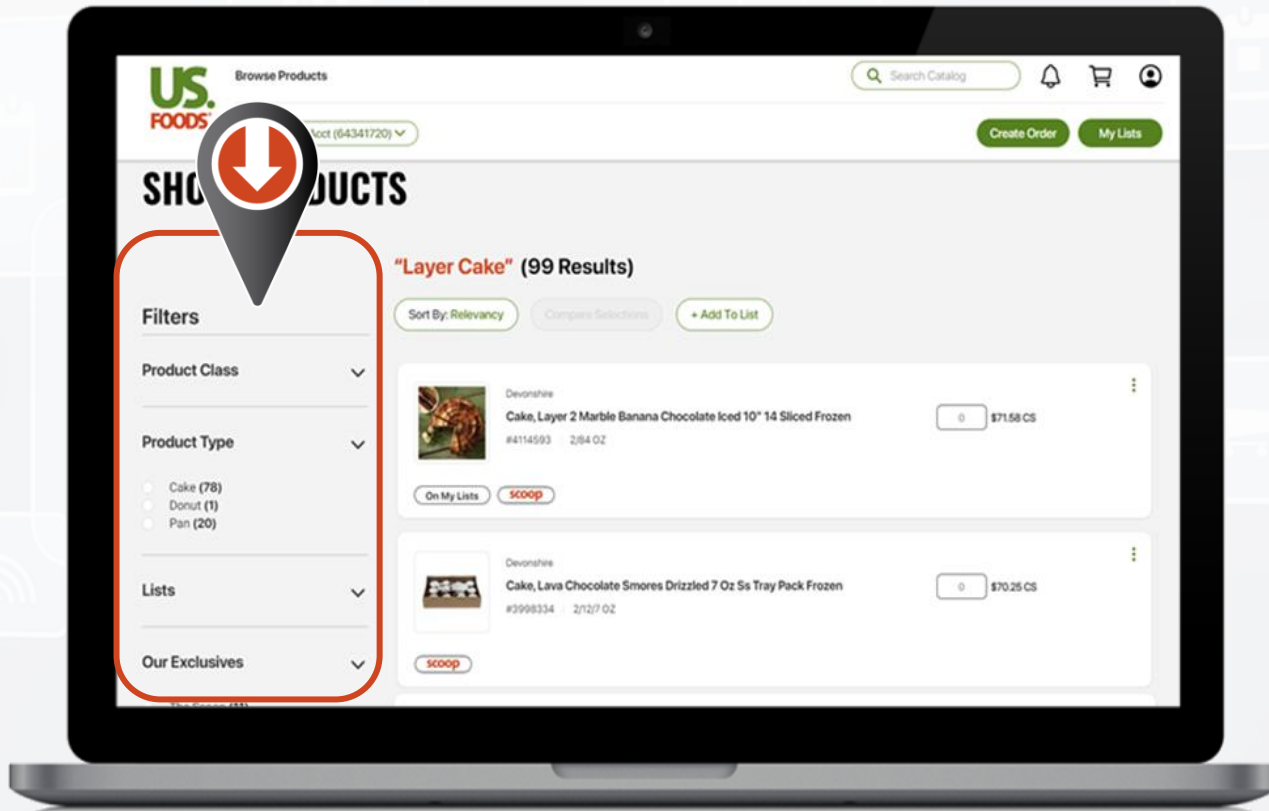 US.
FOODS
Browse Products
Search Catalog
Acct (64341720)
Create Order
My Lists
SHO DUCTS
"Layer Cake" (99 Results)
Filters
Sort By: Relevancy
Compare Selections
+ Add To List
Product Class
Devonshire
Cake, Layer 2 Marble Banana Chocolate Iced 10" 14 Sliced Frozen
0
$71.58 CS
#4114593
2/84 OZ
On My Lists
scoop
Product Type
Cake (78)
Donut (1)
Pan (20)
Devonshire
Cake, Lava Chocolate Smores Drizzled 7 Oz Ss Tray Pack Frozen
0
$70.25 CS
#3998334
2/12/7 OZ
scoop
Lists
Our Exclusives